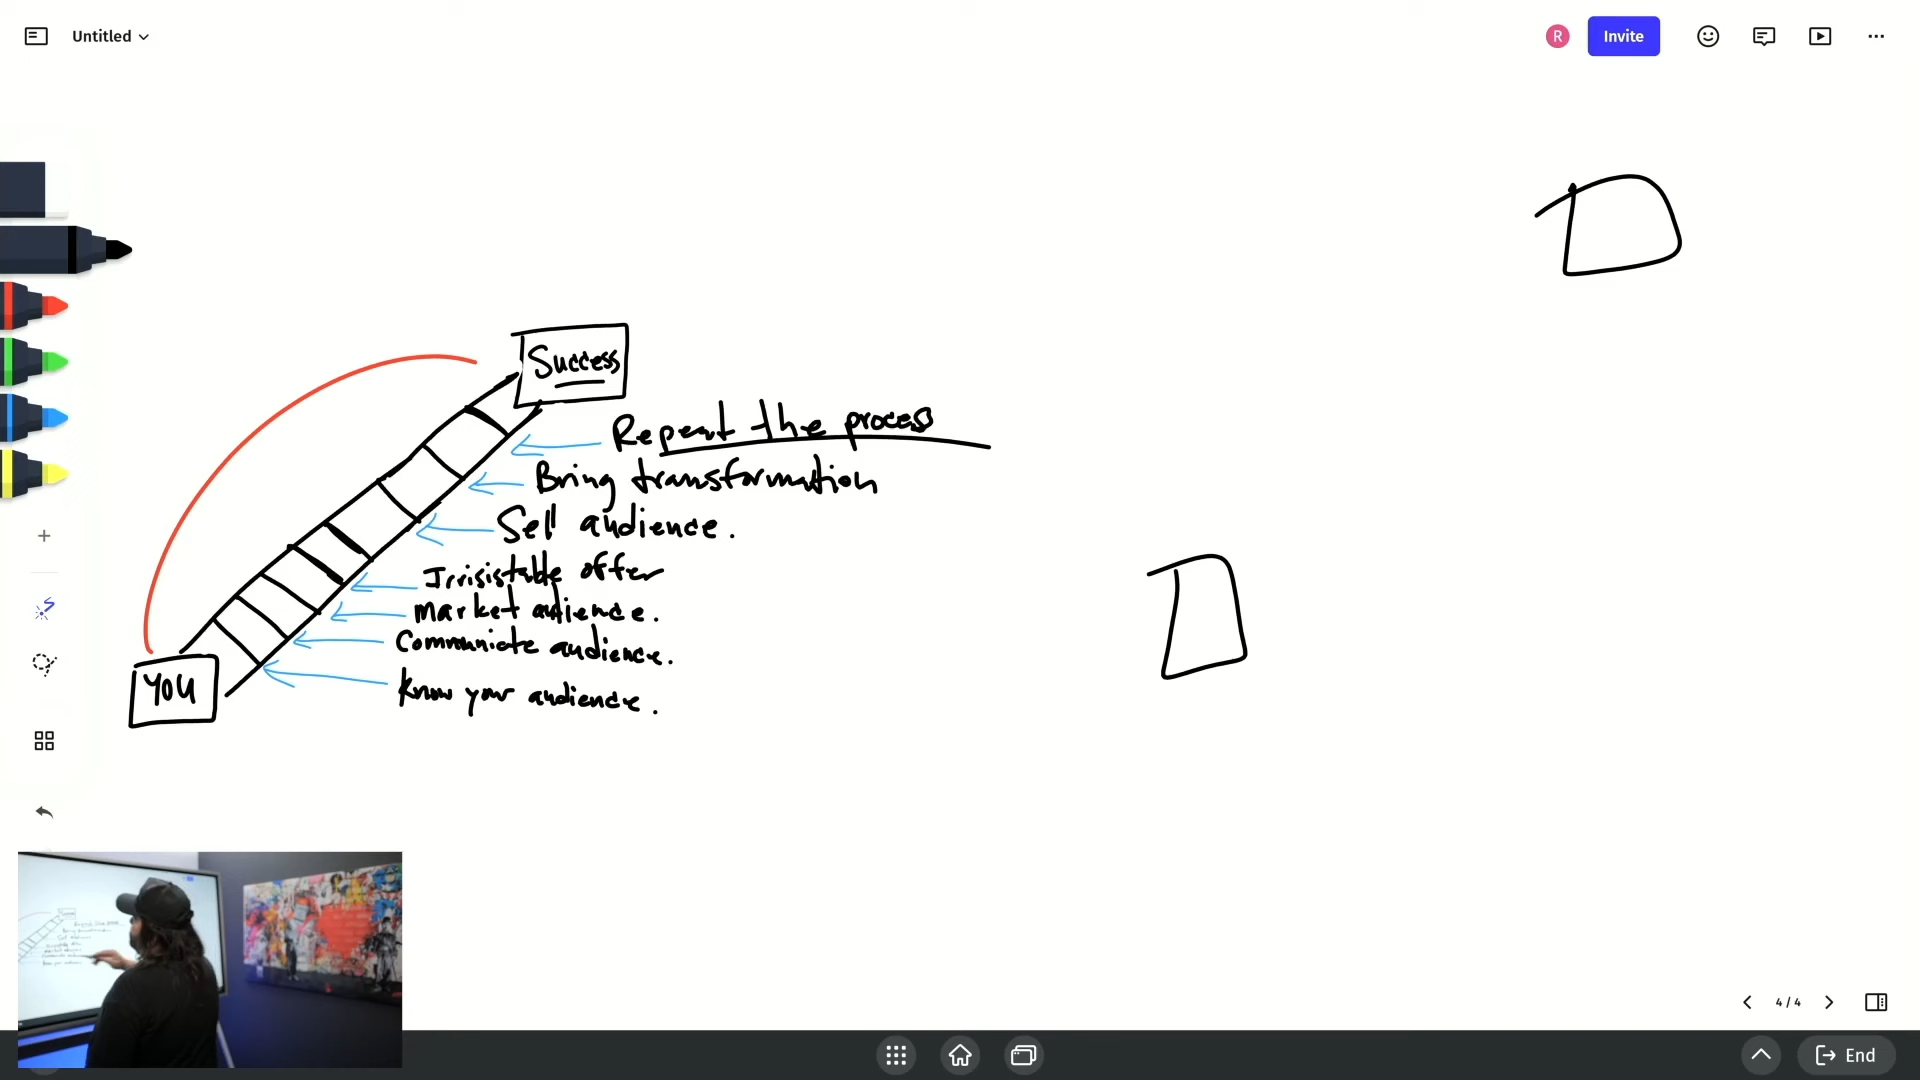 Untitled
R
Invite
Success
Repeat the process
Bring transformation
Sell audience.
Irrisistable offer
market audience.
Communicate audience.
Know your audience.
YOU
4/4
End